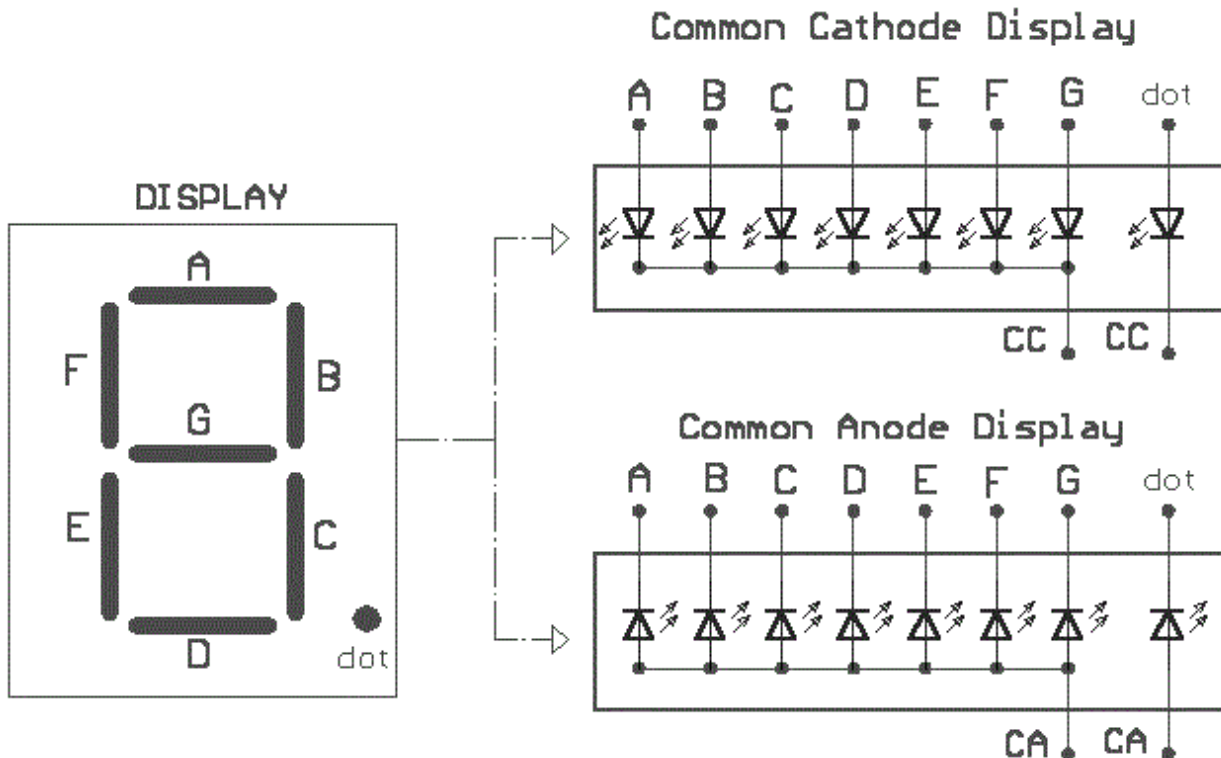 Common Cathode Display
A B C D E F G dot
CC CC
DISPLAY
A
F B
G
E C
D dot
Common Anode Display
A B C D E F G dot
CA CA